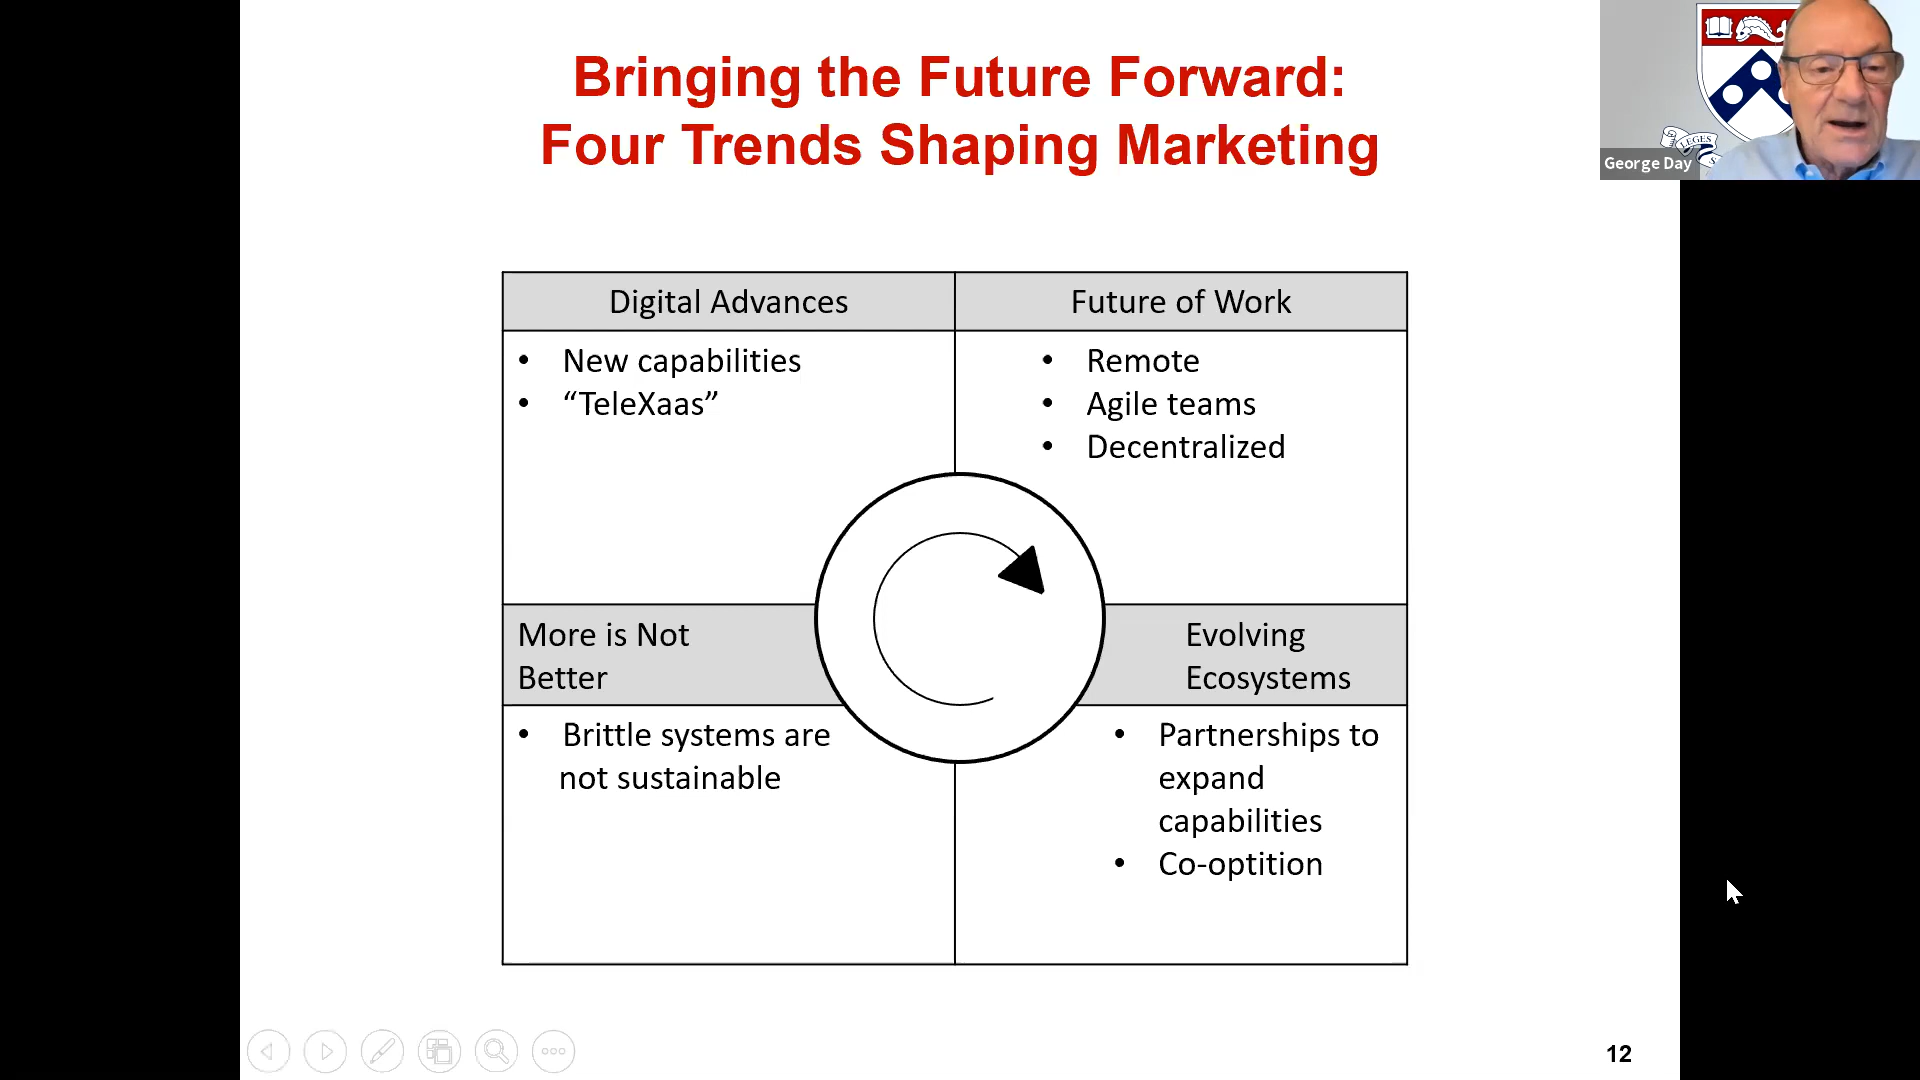 Bringing the Future Forward:
Four Trends Shaping Marketing
George Day
LEGES
S
Digital Advances
Future of Work
• New capabilities
• “TeleXaas”
• Remote
• Agile teams
• Decentralized
More is Not
Better
Evolving
Ecosystems
• Brittle systems are
not sustainable
• Partnerships to
expand
capabilities
• Co-optition
12